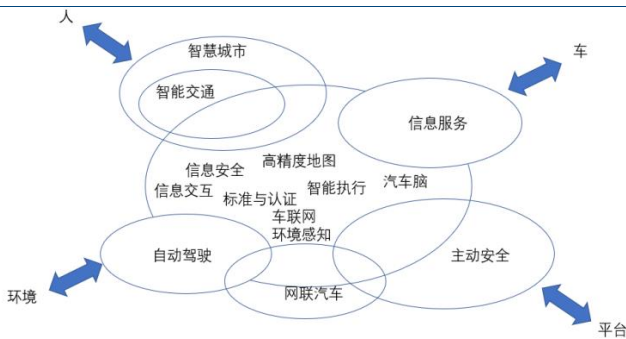 人
车
智慧城市
智能交通
信息服务
高精度地图
信息安全
汽车脑
智能执行
信息交互
标准与认证
车联网
环境感知
自动驾驶
主动安全
网联汽车
环境
平台